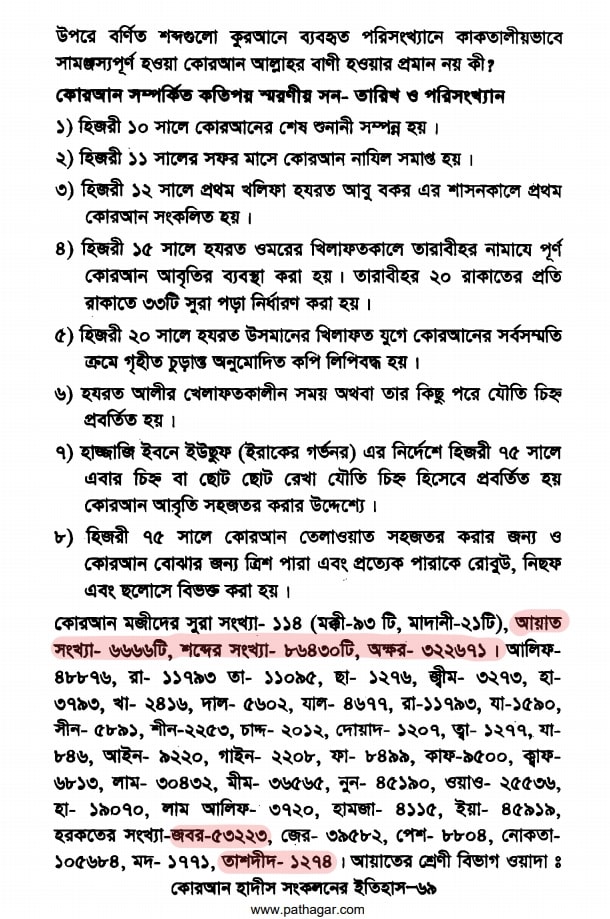 উপরে বর্ণিত শব্দগুলো কুরআনে ব্যবহৃত পরিসংখ্যানে কাকতালীয়ভাবে
সামঞ্জস্যপূর্ণ হওয়া কোরআন আল্লাহর বাণী হওয়ার প্রমান নয় কী?
কোরআন সম্পর্কিত কতিপয় স্মরণীয় সন- তারিখ ও পরিসংখ্যান
১) হিজরী ১০ সালে কোরআনের শেষ শুনানী সম্পন্ন হয়।
২) হিজরী ১১ সালের সফর মাসে কোরআন নাযিল সমাপ্ত হয়।
৩) হিজরী ১২ সালে প্রথম খলিফা হযরত আবু বকর এর শাসনকালে প্রথম
কোরআন সংকলিত হয়।
৪) হিজরী ১৫ সালে হযরত ওমরের খিলাফতকালে তারাবীহর নামাযে পূর্ণ
কোরআন আবৃতির ব্যবস্থা করা হয়। তারাবীহর ২০ রাকাতের প্রতি
রাকাতে ৩৩টি সুরা পড়া নির্ধারণ করা হয়।
৫) হিজরী ২০ সালে হযরত উসমানের খিলাফত যুগে কোরআনের সর্বসম্মতি
ক্রমে গৃহীত চুড়াপ্ত অনুমোদিত কপি লিপিবদ্ধ হয়।
৬) হযরত আলীর খেলাফতকালীন সময় অথবা তার কিছু পরে যৌতি চিহ্ন
প্রবর্তিত হয়।
৭) হাজ্জাজি ইবনে ইউছুফ (ইরাকের গর্ভনর) এর নির্দেশে হিজরী ৭৫ সালে
এবার চিহ্ন বা ছোট ছোট রেখা যৌতি চিহ্ন হিসেবে প্রবর্তিত হয়
কোরআন আবৃতি সহজতর করার উদ্দেশ্যে।
৮) হিজরী ৭৫ সালে কোরআন তেলাওয়াত সহজতর করার জন্য ও
কোরআন বোঝার জন্য ত্রিশ পারা এবং প্রত্যেক পারাকে রোবুউ, নিছফ
এবং ছলোসে বিভক্ত করা হয়।
কোরআন মজীদের সুরা সংখ্যা- ১১৪ (মক্কী-৯৩ টি, মাদানী-২১টি), আয়াত
সংখ্যা- ৬৬৬৬টি, শব্দের সংখ্যা- ৮৬৪৩০টি, অক্ষর- ৩২২৬৭১। আলিফ-
৪৮৮৭৬, রা- ১১৭৯৩ তা- ১১০৯৫, ছা- ১২৭৬, জ্বীম- ৩২৭৩, হা-
৩৭৯৩, খা- ২৪১৬, দাল- ৫৬০২, যাল- ৪৬৭৭, রা-১১৭৯৩, যা-১৫৯০,
সীন- ৫৮৯১, শীন-২২৫৩, চাদ্দ- ২০১২, দোয়াদ- ১২০৭, ত্বা- ১২৭৭, যা-
৮৪৬, আইন- ৯২২০, গাইন- ২২০৮, ফা- ৮৪৯৯, কাফ-৯৫০০, ক্বাফ-
৬৮১৩, লাম- ৩০৪৩২, মীম- ৩৬৫৬৫, নুন- ৪৫১৯০, ওয়াও- ২৫৫৩৬,
হা- ১৯০৭০, লাম আলিফ- ৩৭২০, হামজা- ৪১১৫, ইয়া- ৪৫৯১৯,
হরকতের সংখ্যা-জবর-৫৩২২৩, জের- ৩৯৫৮২, পেশ- ৮৮০৪, নোকতা-
১০৫৬৮৪, মদ- ১৭৭১, তাশদীদ- ১২৭৪। আয়াতের শ্রেণী বিভাগ ওয়াদা ঃ
কোরআন হাদীস সংকলনের ইতিহাস–৬৯
www.pathagar.com